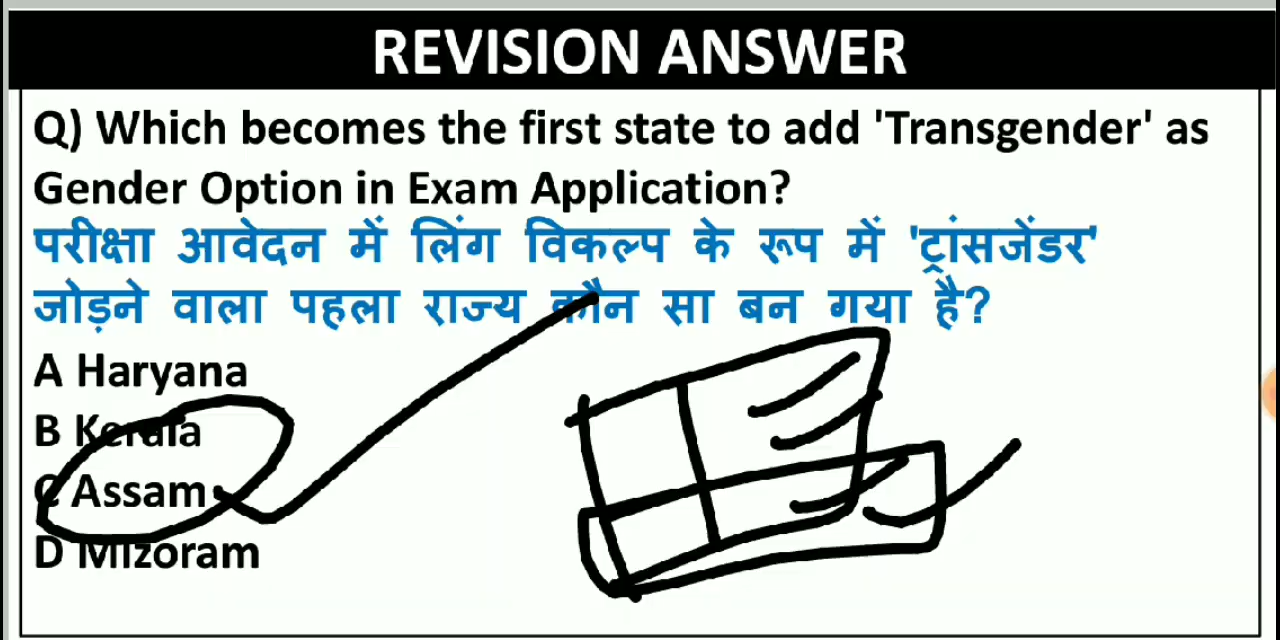 REVISION ANSWER
Q) Which becomes the first state to add 'Transgender' as
Gender Option in Exam Application?
परीक्षा आवेदन में लिंग विकल्प के रूप में 'ट्रांसजेंडर'
जोड़ने वाला पहला राज्य कौन सा बन गया है?
A Haryana
B Kerala
C Assam
D Mizoram